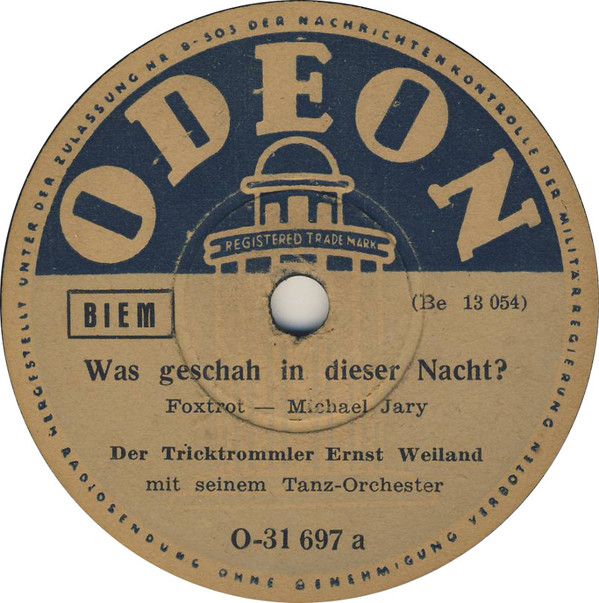 HERGESTELLT UNTER DER ZULASSUNG NR B-503 DER NACHRICHTENKONTROLLE DER MILITÄRREGIERUNG
ODEON
REGISTERED TRADE MARK
BIEM
(Be 13 054)
Was geschah in dieser Nacht?
Foxtrot — Michael Jary
Der Tricktrommler Ernst Weiland
mit seinem Tanz-Orchester
O-31 697 a
RADIOSENDUNG OHNE GENEHMIGUNG VERBOTEN